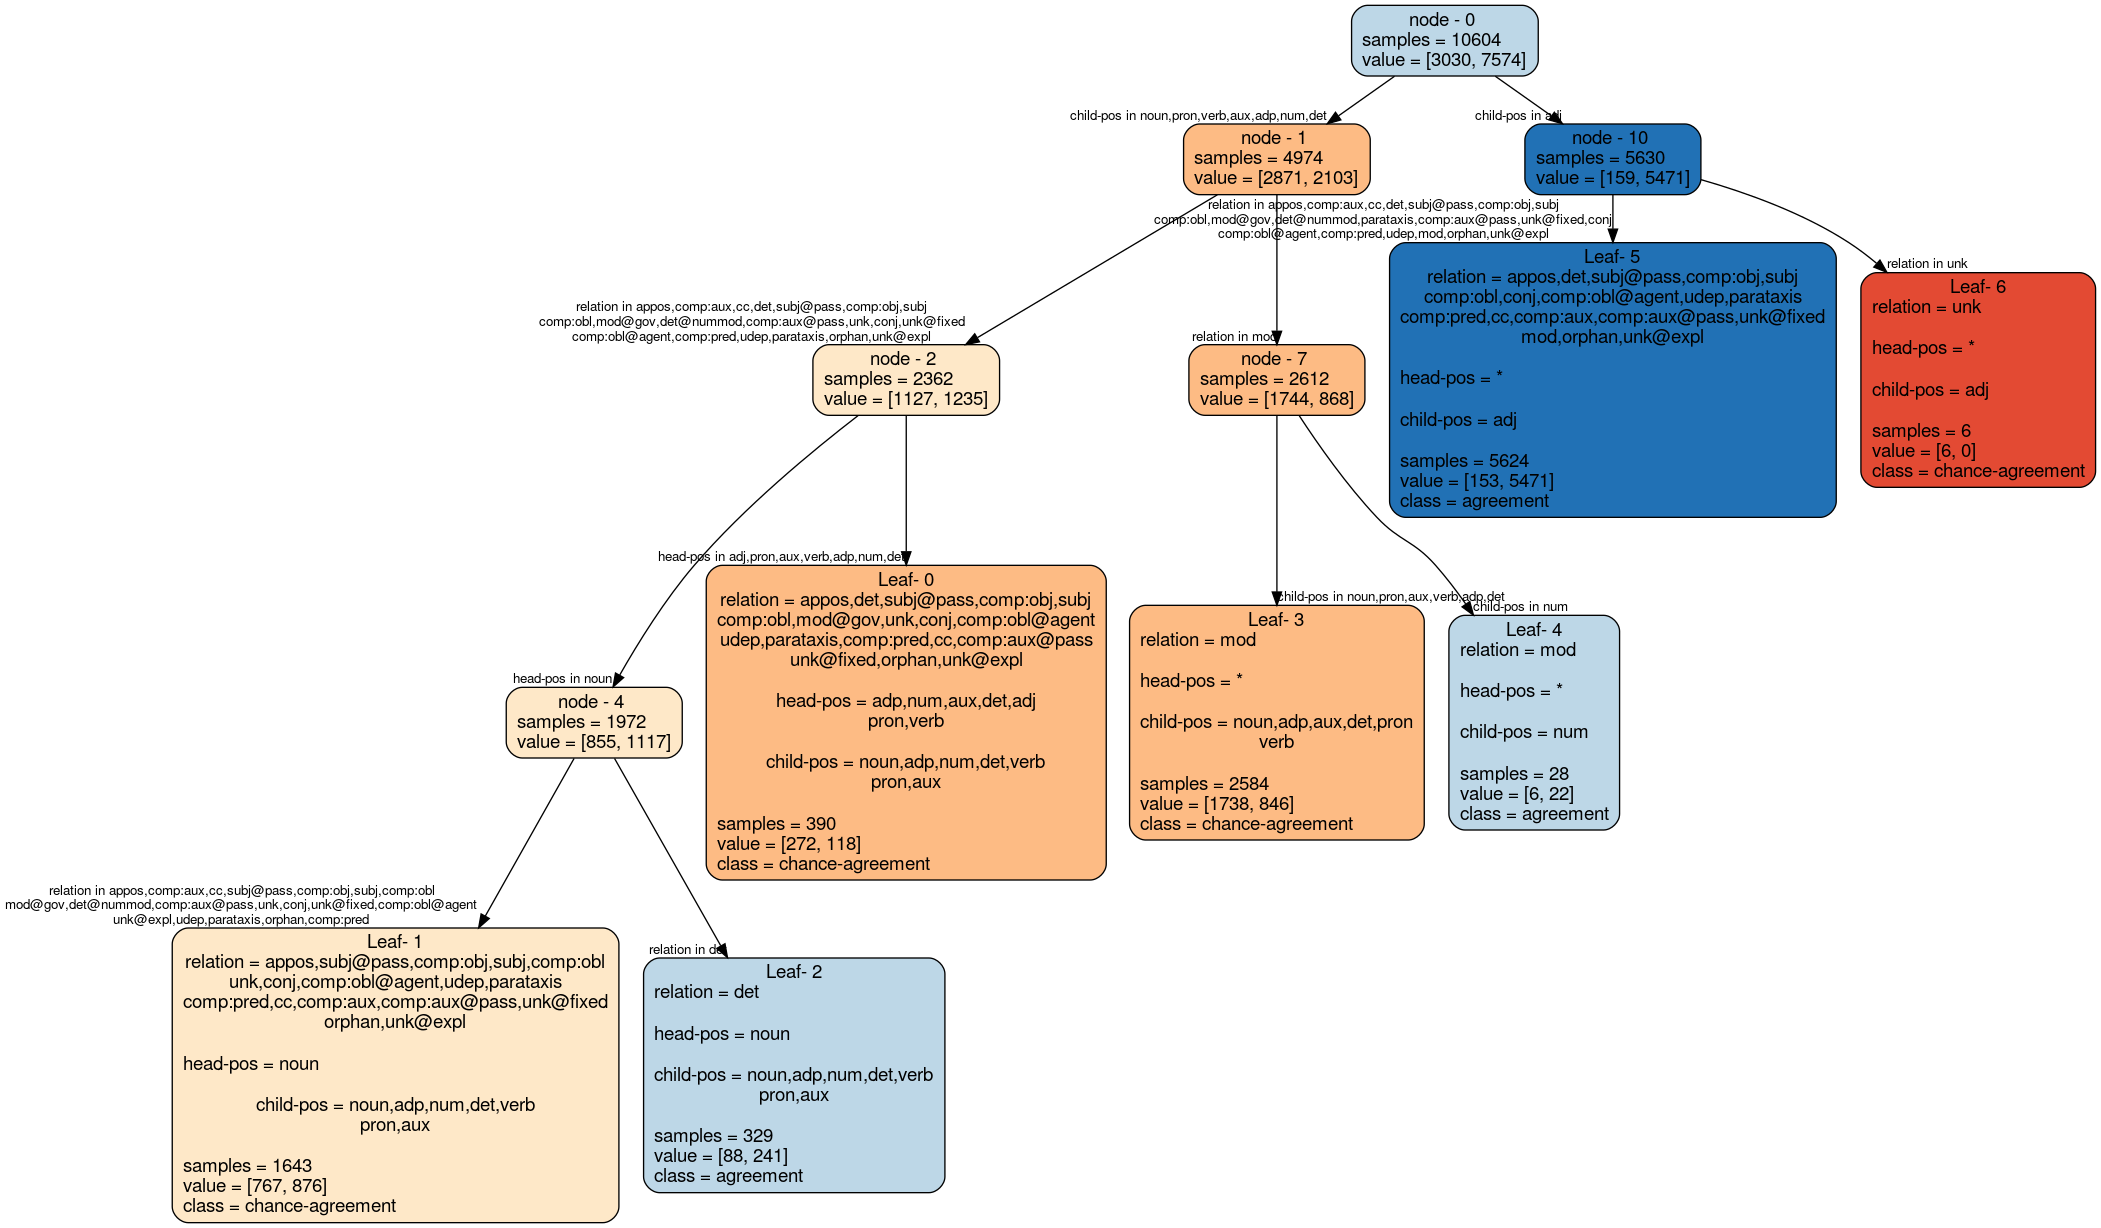 node - 0
samples = 10604
value = [3030, 7574]
child-pos in noun,pron,verb,aux,adp,num,det
child-pos in adj
node - 1
samples = 4974
value = [2871, 2103]
node - 10
samples = 5630
value = [159, 5471]
relation in appos,comp:aux,cc,det,subj@pass,comp:obj,subj
comp:obl,mod@gov,det@nummod,parataxis,comp:aux@pass,unk@fixed,conj
comp:obl@agent,comp:pred,udep,mod,orphan,unk@expl
relation in unk
Leaf- 5
relation = appos,det,subj@pass,comp:obj,subj
comp:obl,conj,comp:obl@agent,udep,parataxis
comp:pred,cc,comp:aux,comp:aux@pass,unk@fixed
mod,orphan,unk@expl
head-pos = *
child-pos = adj
samples = 5624
value = [153, 5471]
class = agreement
Leaf- 6
relation = unk
head-pos = *
child-pos = adj
samples = 6
value = [6, 0]
class = chance-agreement
relation in appos,comp:aux,cc,det,subj@pass,comp:obj,subj
comp:obl,mod@gov,det@nummod,comp:aux@pass,unk,conj,unk@fixed
comp:obl@agent,comp:pred,udep,parataxis,orphan,unk@expl
relation in mod
node - 2
samples = 2362
value = [1127, 1235]
node - 7
samples = 2612
value = [1744, 868]
head-pos in adj,pron,aux,verb,adp,num,det
Leaf- 0
relation = appos,det,subj@pass,comp:obj,subj
comp:obl,mod@gov,unk,conj,comp:obl@agent
udep,parataxis,comp:pred,cc,comp:aux@pass
unk@fixed,orphan,unk@expl
head-pos = adp,num,aux,det,adj
pron,verb
child-pos = noun,adp,num,det,verb
pron,aux
samples = 390
value = [272, 118]
class = chance-agreement
child-pos in noun,pron,aux,verb,adp,det
Leaf- 3
relation = mod
head-pos = *
child-pos = noun,adp,aux,det,pron
verb
samples = 2584
value = [1738, 846]
class = chance-agreement
child-pos in num
Leaf- 4
relation = mod
head-pos = *
child-pos = num
samples = 28
value = [6, 22]
class = agreement
head-pos in noun
node - 4
samples = 1972
value = [855, 1117]
relation in appos,comp:aux,cc,subj@pass,comp:obj,subj,comp:obl
mod@gov,det@nummod,comp:aux@pass,unk,conj,unk@fixed,comp:obl@agent
unk@expl,udep,parataxis,orphan,comp:pred
Leaf- 1
relation = appos,subj@pass,comp:obj,subj,comp:obl
unk,conj,comp:obl@agent,udep,parataxis
comp:pred,cc,comp:aux,comp:aux@pass,unk@fixed
orphan,unk@expl
head-pos = noun
child-pos = noun,adp,num,det,verb
pron,aux
samples = 1643
value = [767, 876]
class = chance-agreement
relation in det
Leaf- 2
relation = det
head-pos = noun
child-pos = noun,adp,num,det,verb
pron,aux
samples = 329
value = [88, 241]
class = agreement